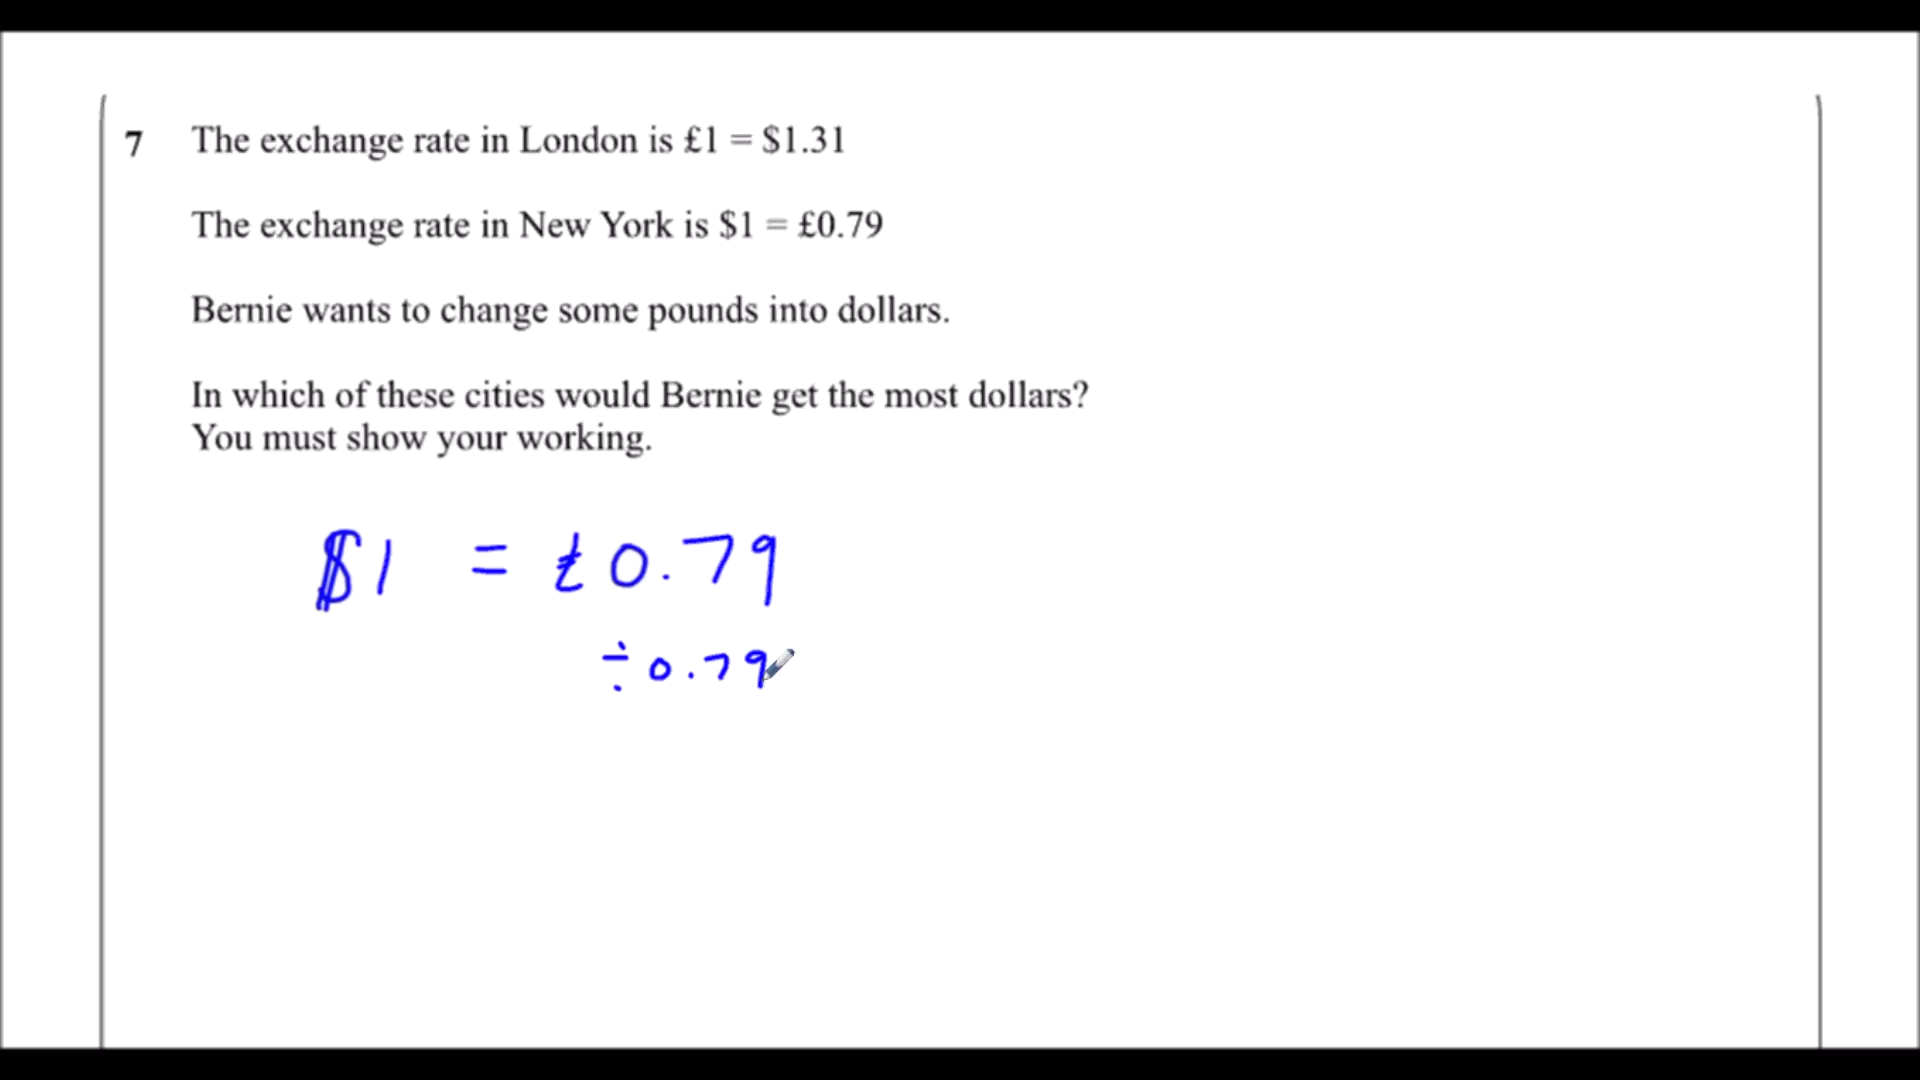 7 The exchange rate in London is £1 = $1.31
The exchange rate in New York is $1 = £0.79
Bernie wants to change some pounds into dollars.
In which of these cities would Bernie get the most dollars?
You must show your working.
$1 = £0.79
÷0.79